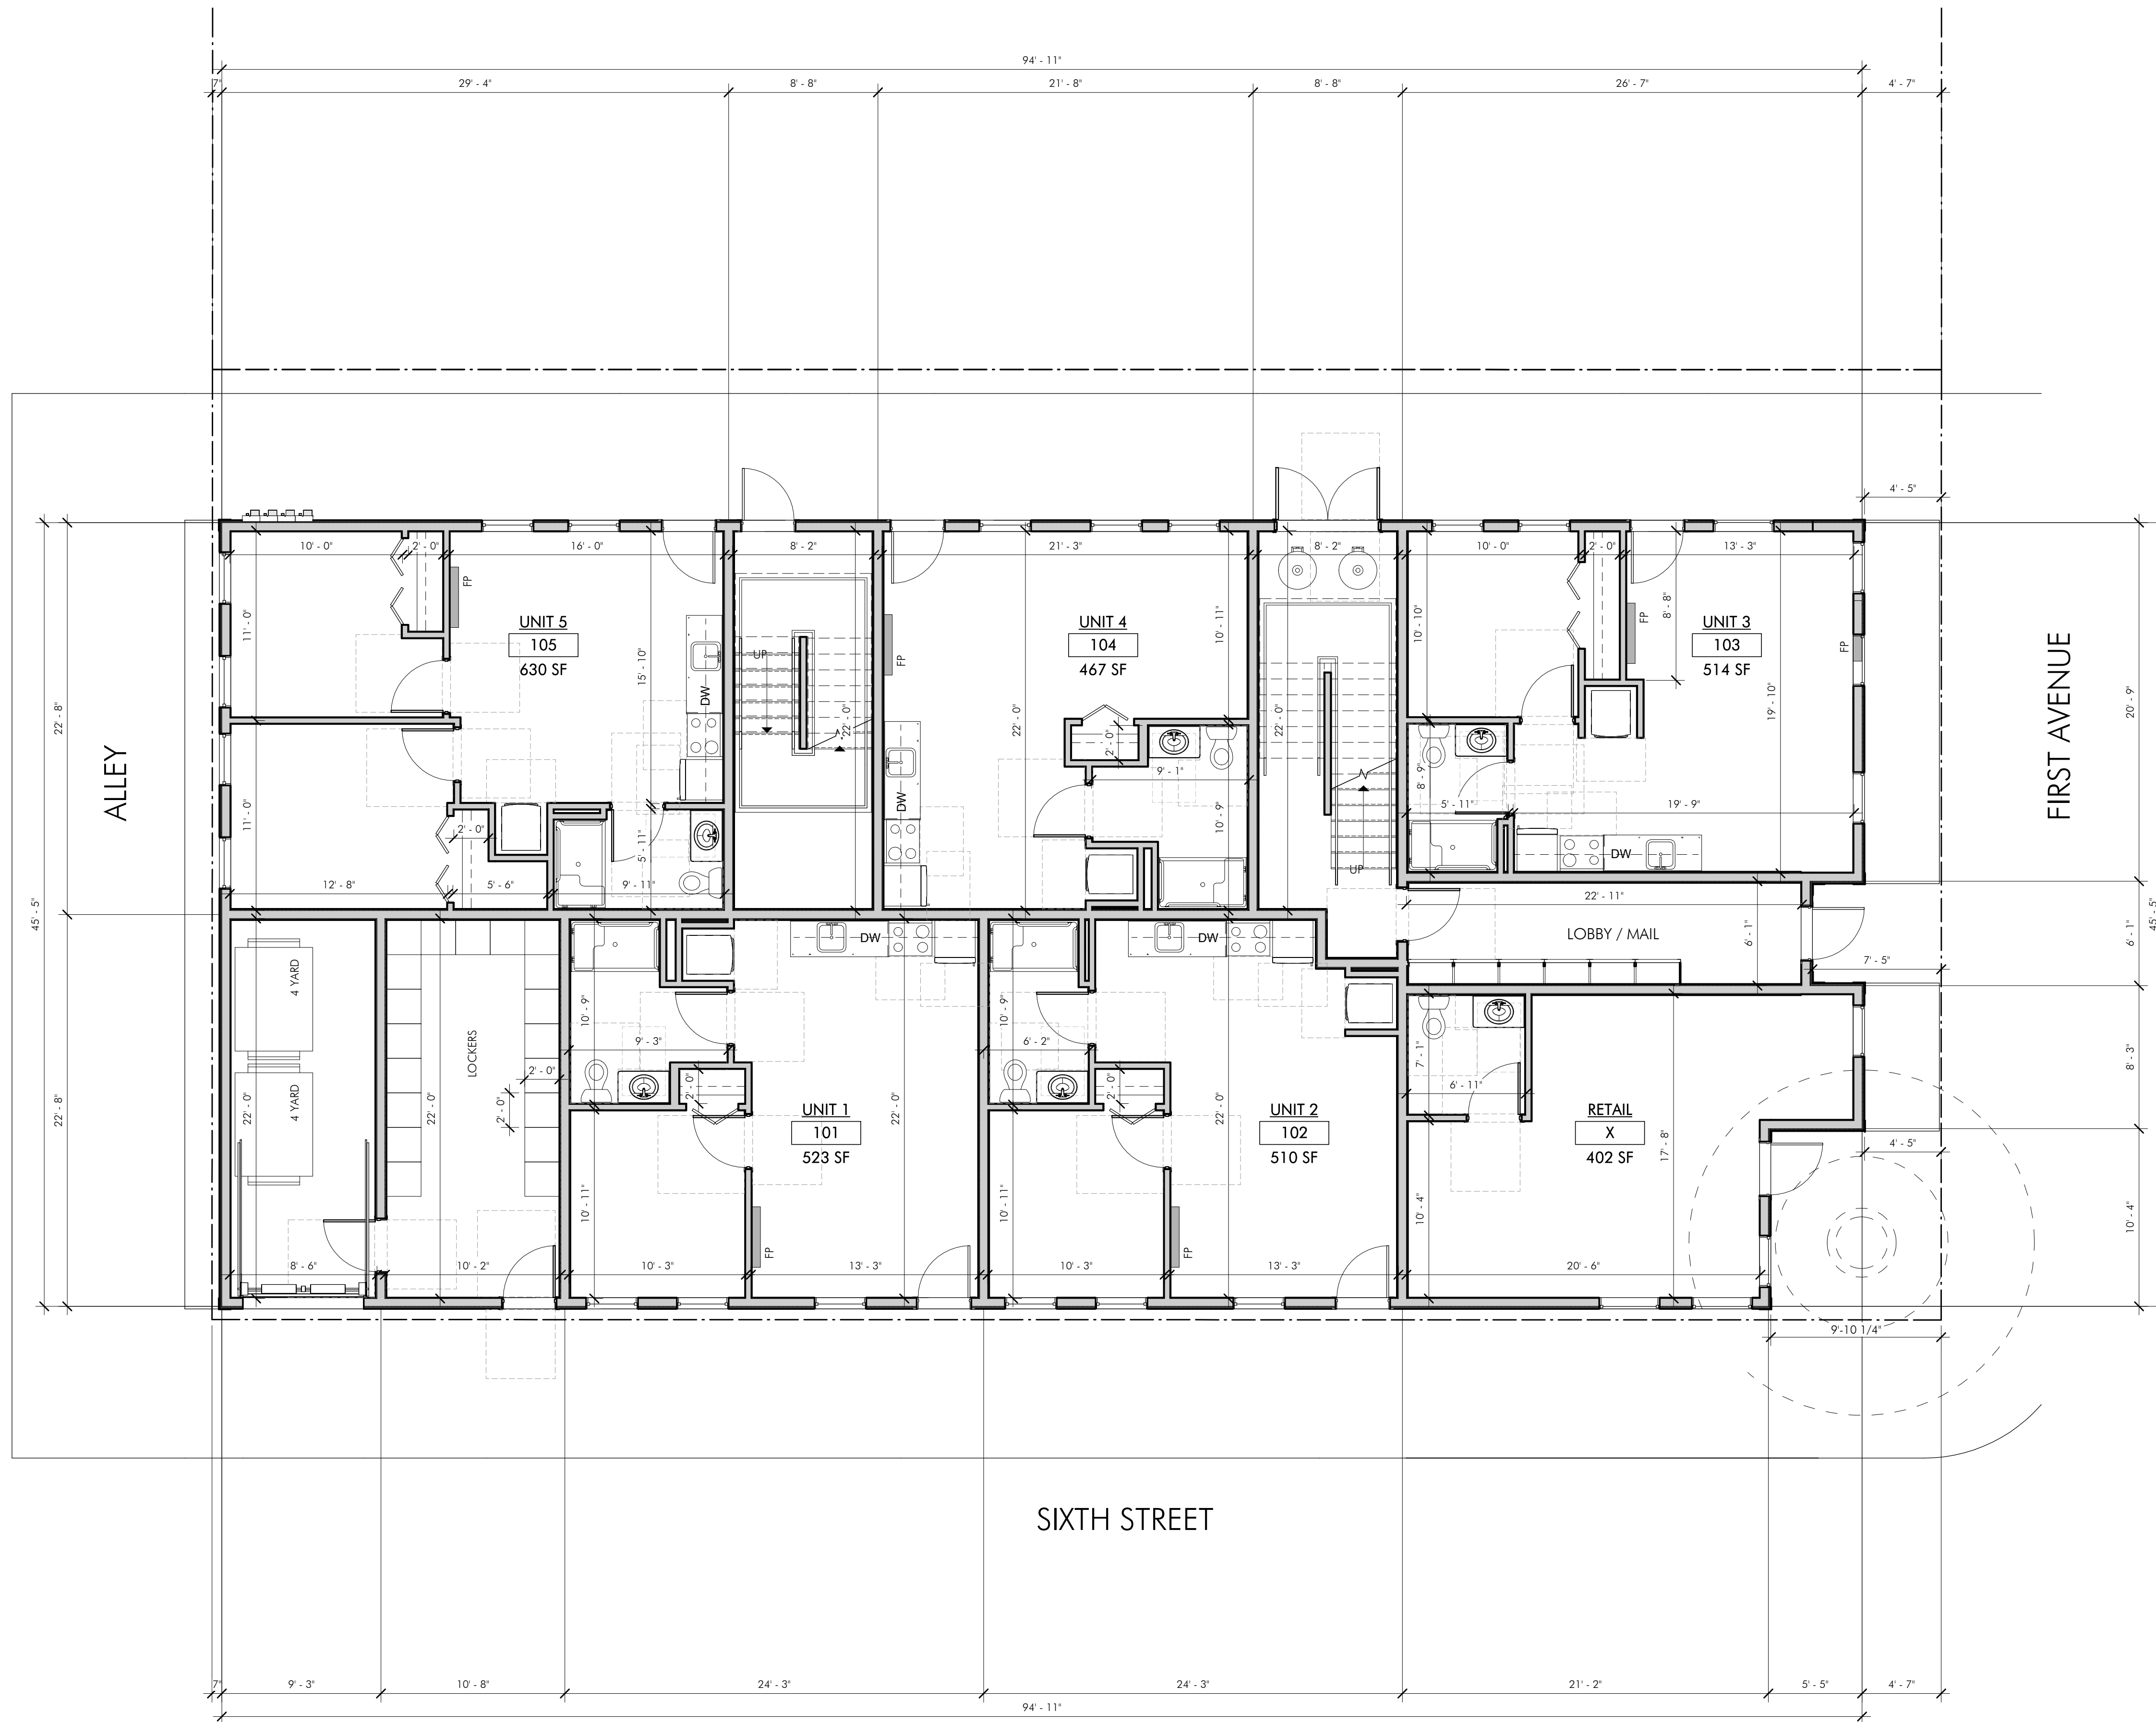 94' - 11"
7"
29' - 4"
8' - 8"
21' - 8"
8' - 8"
26' - 7"
4' - 7"
4' - 5"
10' - 0"
2' - 0"
16' - 0"
8' - 2"
21' - 3"
8' - 2"
10' - 0"
2' - 0"
13' - 3"
FP
11' - 0"
UNIT 5
105
630 SF
15' - 10"
DW
UP
22' - 0"
FP
UNIT 4
104
467 SF
10' - 11"
22' - 0"
DW
2' - 0"
9' - 1"
10' - 9"
22' - 0"
UP
10' - 10"
FP
8' - 8"
UNIT 3
103
514 SF
FP
19' - 10"
8' - 9"
5' - 11"
19' - 9"
DW
20' - 9"
FIRST AVENUE
22' - 8"
45' - 5"
ALLEY
11' - 0"
2' - 0"
12' - 8"
5' - 6"
5' - 11"
9' - 11"
22' - 11"
LOBBY / MAIL
6' - 1"
6' - 1"
45' - 5"
7' - 5"
4 YARD
4 YARD
22' - 0"
22' - 8"
LOCKERS
2' - 0"
2' - 0"
22' - 0"
10' - 9"
9' - 3"
2' - 0"
DW
UNIT 1
101
523 SF
22' - 0"
10' - 11"
FP
10' - 9"
6' - 2"
2' - 0"
DW
22' - 0"
UNIT 2
102
510 SF
10' - 11"
FP
7' - 1"
6' - 11"
RETAIL
X
402 SF
17' - 8"
10' - 4"
8' - 3"
4' - 5"
10' - 4"
8' - 6"
10' - 2"
10' - 3"
13' - 3"
10' - 3"
13' - 3"
20' - 6"
9'-10 1/4"
SIXTH STREET
7"
9' - 3"
10' - 8"
24' - 3"
24' - 3"
21' - 2"
5' - 5"
4' - 7"
94' - 11"